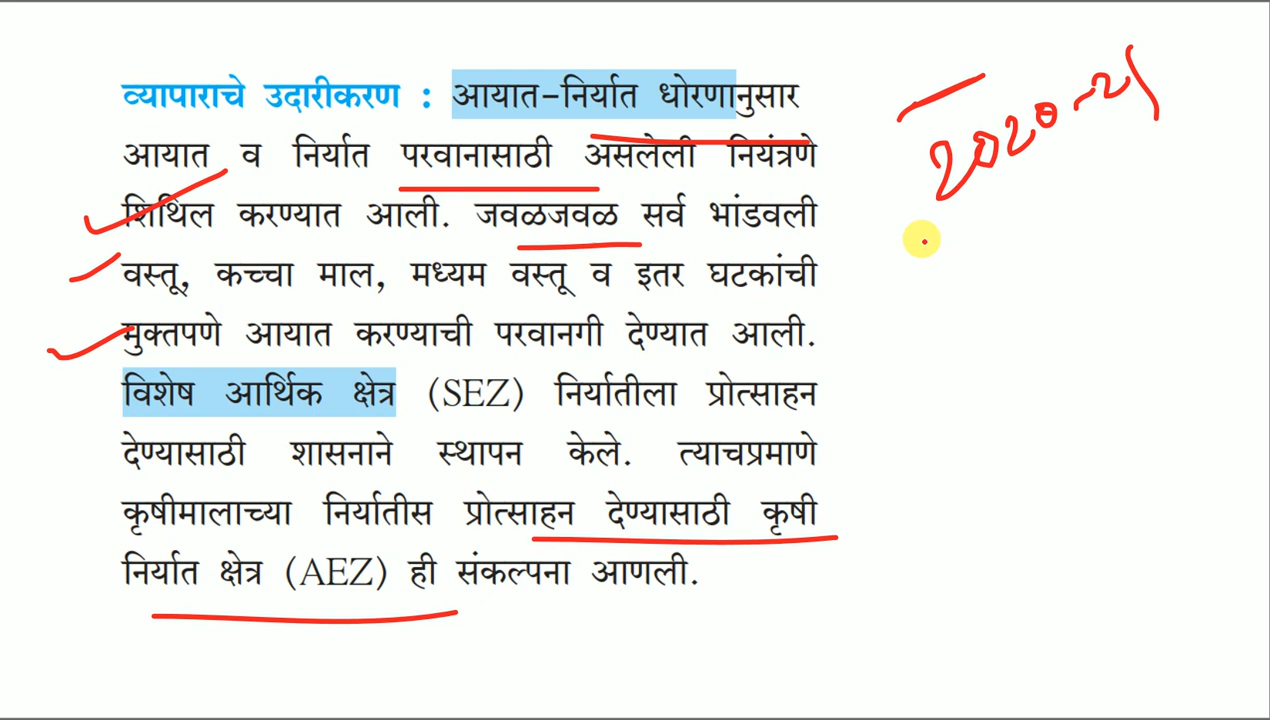 व्यापाराचे उदारीकरण : आयात-निर्यात धोरणानुसार
आयात व निर्यात परवानासाठी असलेली नियंत्रणे
शिथिल करण्यात आली. जवळजवळ सर्व भांडवली
वस्तू, कच्चा माल, मध्यम वस्तू व इतर घटकांची
मुक्तपणे आयात करण्याची परवानगी देण्यात आली.
विशेष आर्थिक क्षेत्र (SEZ) निर्यातीला प्रोत्साहन
देण्यासाठी शासनाने स्थापन केले. त्याचप्रमाणे
कृषीमालाच्या निर्यातीस प्रोत्साहन देण्यासाठी कृषी
निर्यात क्षेत्र (AEZ) ही संकल्पना आणली.
2020-21